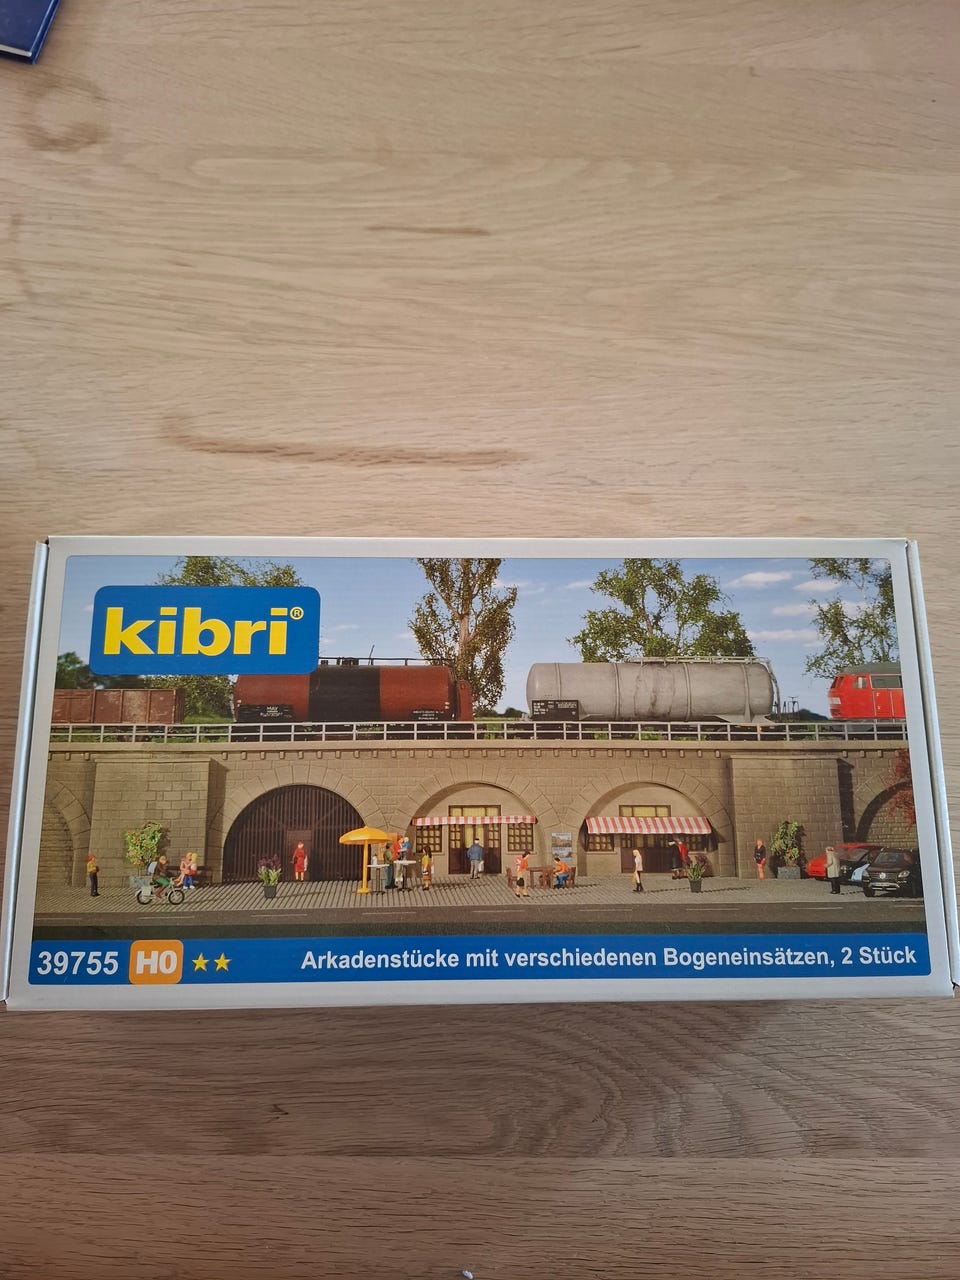 kibri®
39755 H0
Arkadenstücke mit verschiedenen Bogeneinsätzen, 2 Stück